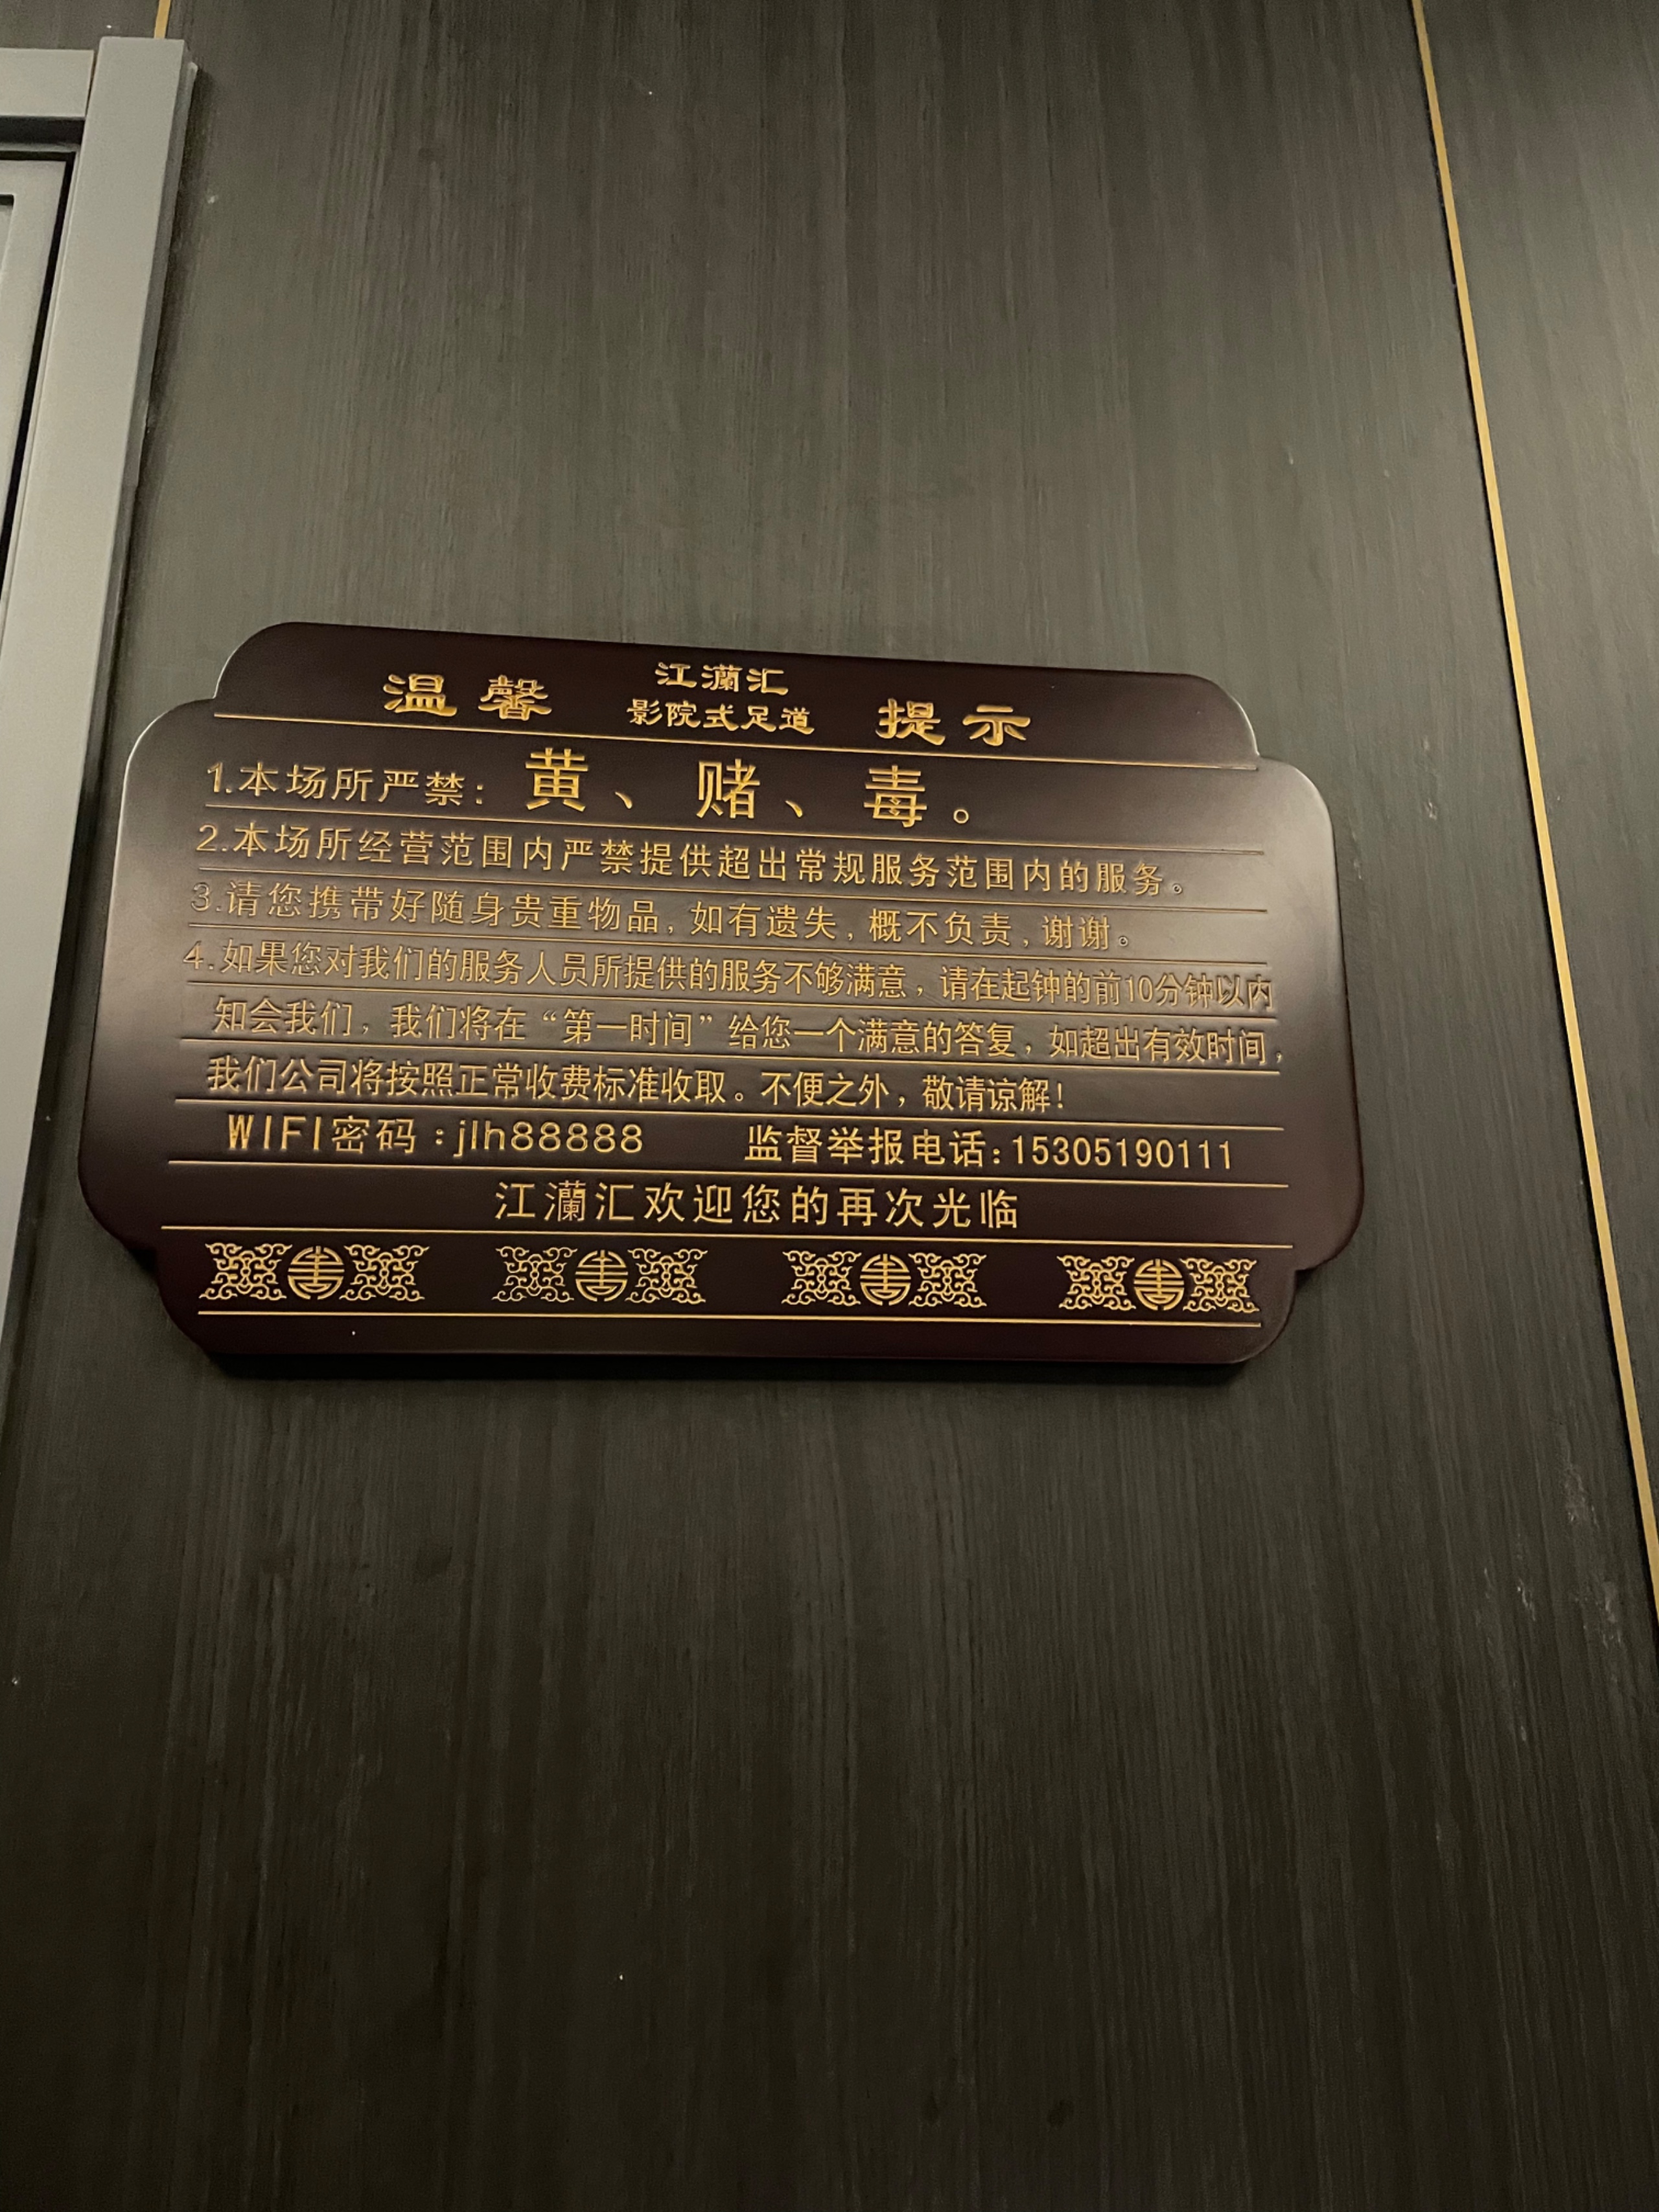 温馨 江灡汇 提示
影院式足道
1.本场所严禁：黄、赌、毒。
2.本场所经营范围内严禁提供超出常规服务范围内的服务。
3.请您携带好随身贵重物品，如有遗失，概不负责，谢谢。
4.如果您对我们的服务人员所提供的服务不够满意，请在起钟的前10分钟以内
知会我们，我们将在“第一时间”给您一个满意的答复，如超出有效时间，
我们公司将按照正常收费标准收取。不便之外，敬请谅解！
WIFI密码：jlh88888 监督举报电话：15305190111
江灡汇欢迎您的再次光临